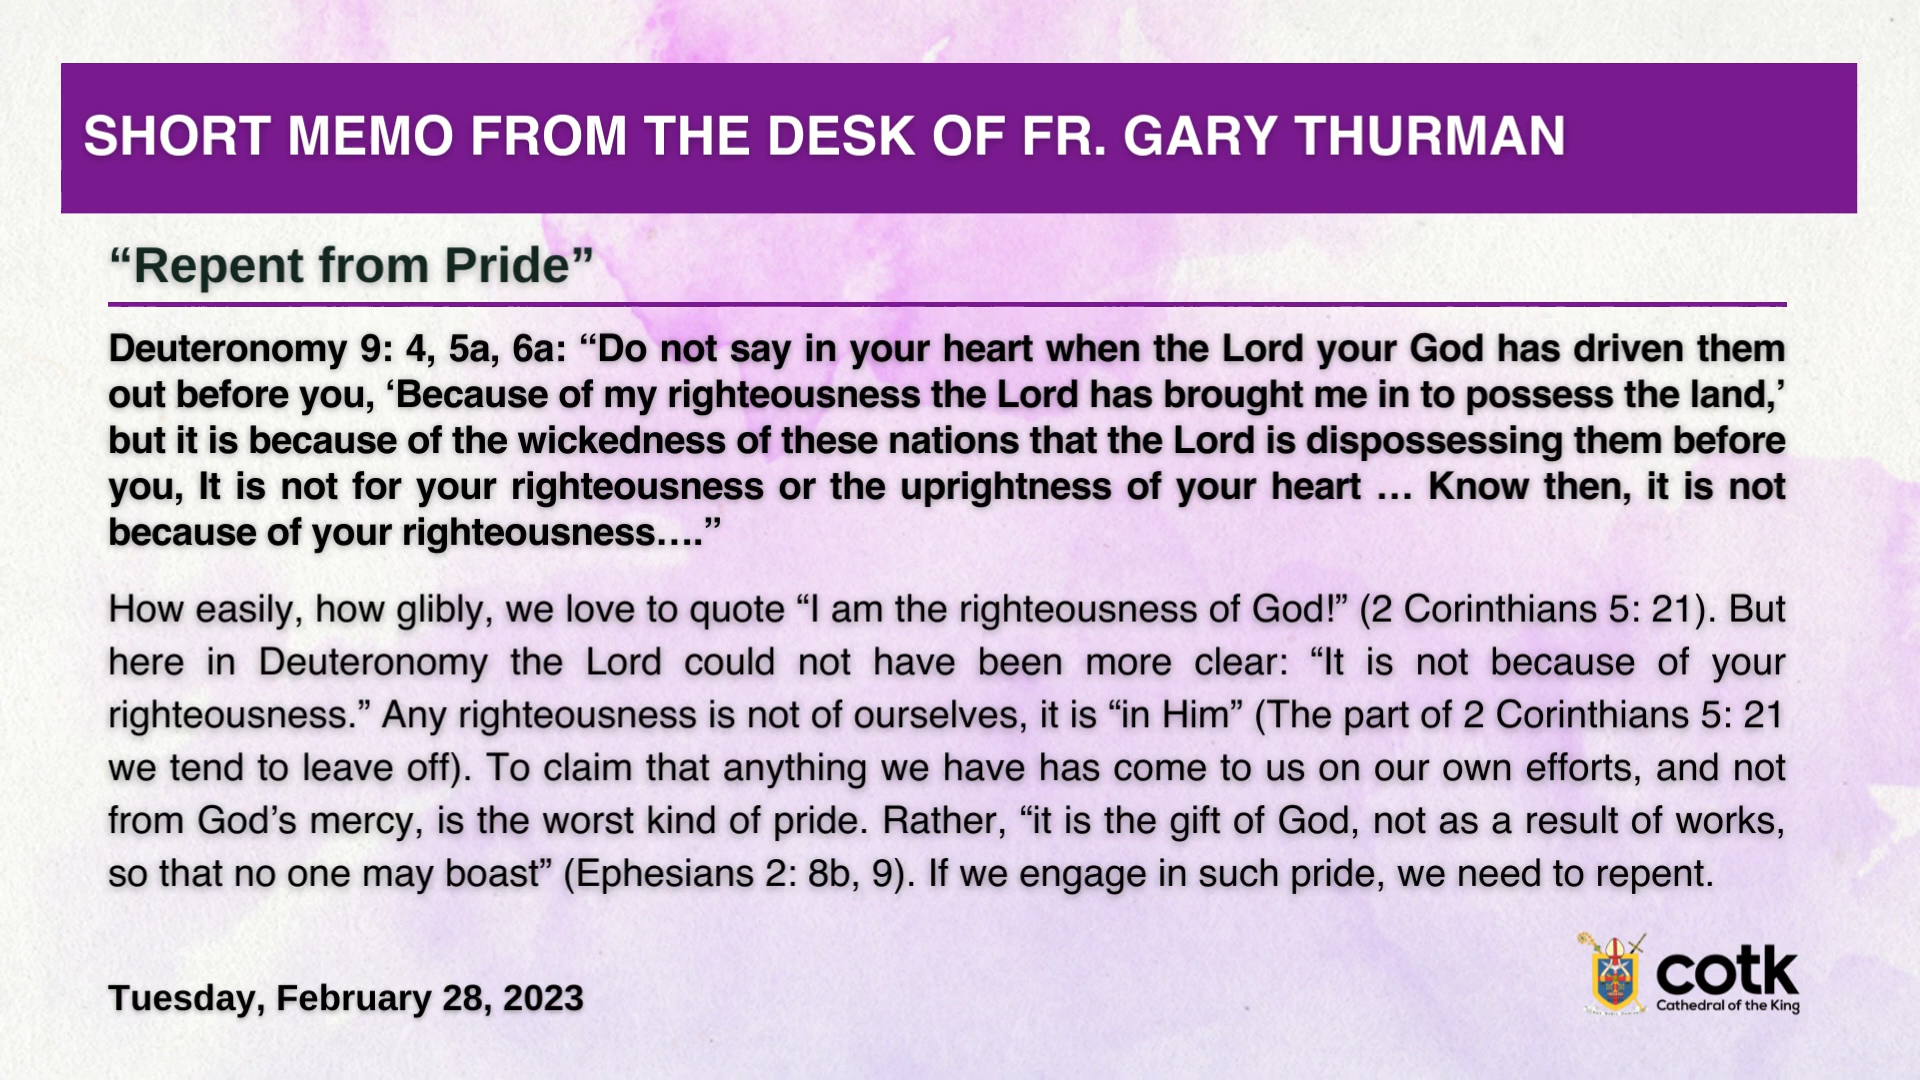 SHORT MEMO FROM THE DESK OF FR. GARY THURMAN
“Repent from Pride”
Deuteronomy 9: 4, 5a, 6a: “Do not say in your heart when the Lord your God has driven them
out before you, ‘Because of my righteousness the Lord has brought me in to possess the land,’
but it is because of the wickedness of these nations that the Lord is dispossessing them before
you, It is not for your righteousness or the uprightness of your heart … Know then, it is not
because of your righteousness….”
How easily, how glibly, we love to quote “I am the righteousness of God!” (2 Corinthians 5: 21). But
here in Deuteronomy the Lord could not have been more clear: “It is not because of your
righteousness.” Any righteousness is not of ourselves, it is “in Him” (The part of 2 Corinthians 5: 21
we tend to leave off). To claim that anything we have has come to us on our own efforts, and not
from God’s mercy, is the worst kind of pride. Rather, “it is the gift of God, not as a result of works,
so that no one may boast” (Ephesians 2: 8b, 9). If we engage in such pride, we need to repent.
Tuesday, February 28, 2023
cotk
Cathedral of the King